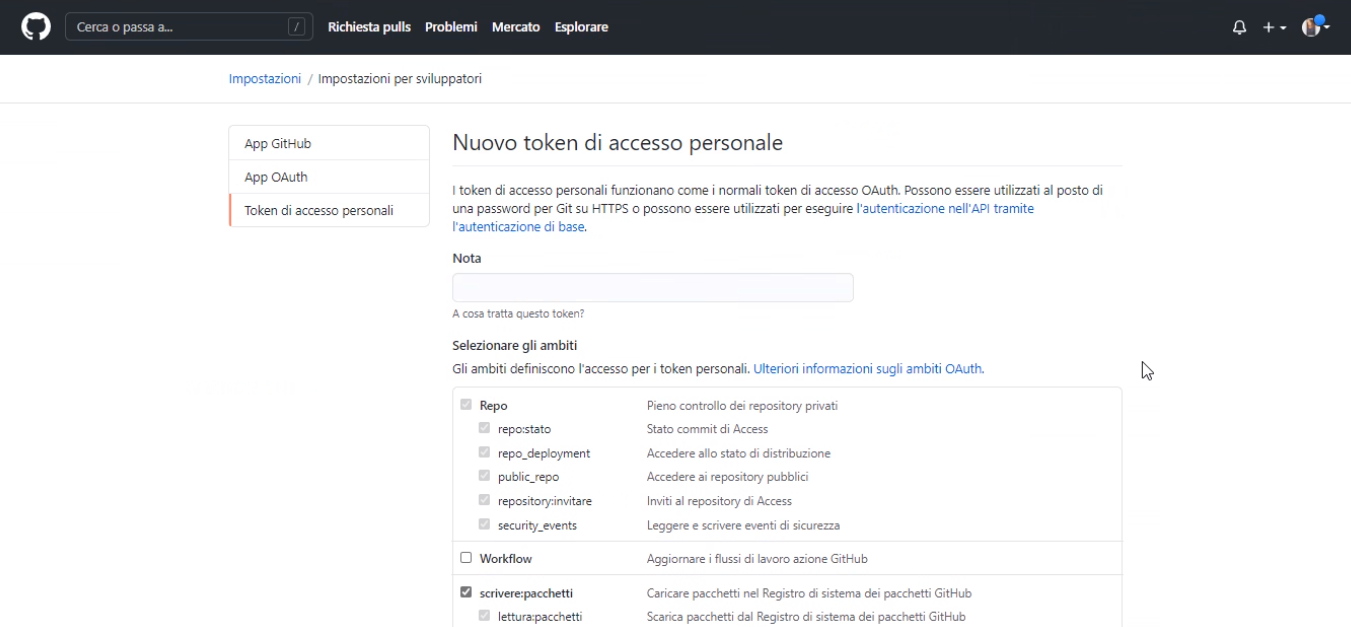 Cerca o passa a...
/
Richiesta pulls
Problemi
Mercato
Esplorare
Impostazioni / Impostazioni per sviluppatori
App GitHub
App OAuth
Token di accesso personali
Nuovo token di accesso personale
I token di accesso personali funzionano come i normali token di accesso OAuth. Possono essere utilizzati al posto di
una password per Git su HTTPS o possono essere utilizzati per eseguire l'autenticazione nell'API tramite
l'autenticazione di base.
Nota
A cosa tratta questo token?
Selezionare gli ambiti
Gli ambiti definiscono l'accesso per i token personali. Ulteriori informazioni sugli ambiti OAuth.
Repo Pieno controllo dei repository privati
repo:stato Stato commit di Access
repo_deployment Accedere allo stato di distribuzione
public_repo Accedere ai repository pubblici
repository:invitare Inviti al repository di Access
security_events Leggere e scrivere eventi di sicurezza
Workflow Aggiornare i flussi di lavoro azione GitHub
scrivere:pacchetti Caricare pacchetti nel Registro di sistema dei pacchetti GitHub
lettura:pacchetti Scarica pacchetti dal Registro di sistema dei pacchetti GitHub